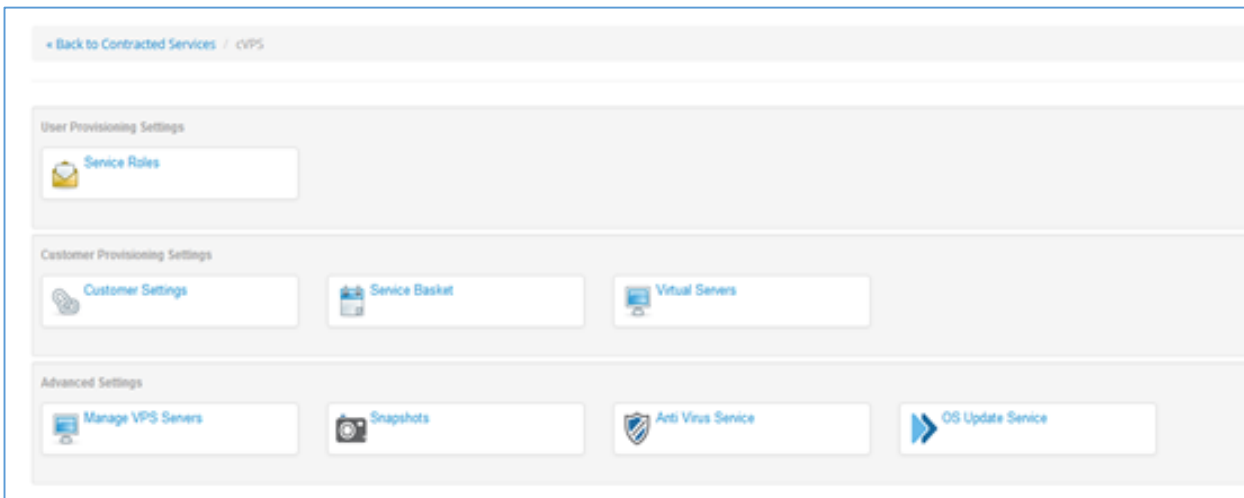 « Back to Contracted Services / cVPS
User Provisioning Settings
Service Roles
Customer Provisioning Settings
Customer Settings
Service Basket
Virtual Servers
Advanced Settings
Manage VPS Servers
Snapshots
Anti Virus Service
OS Update Service